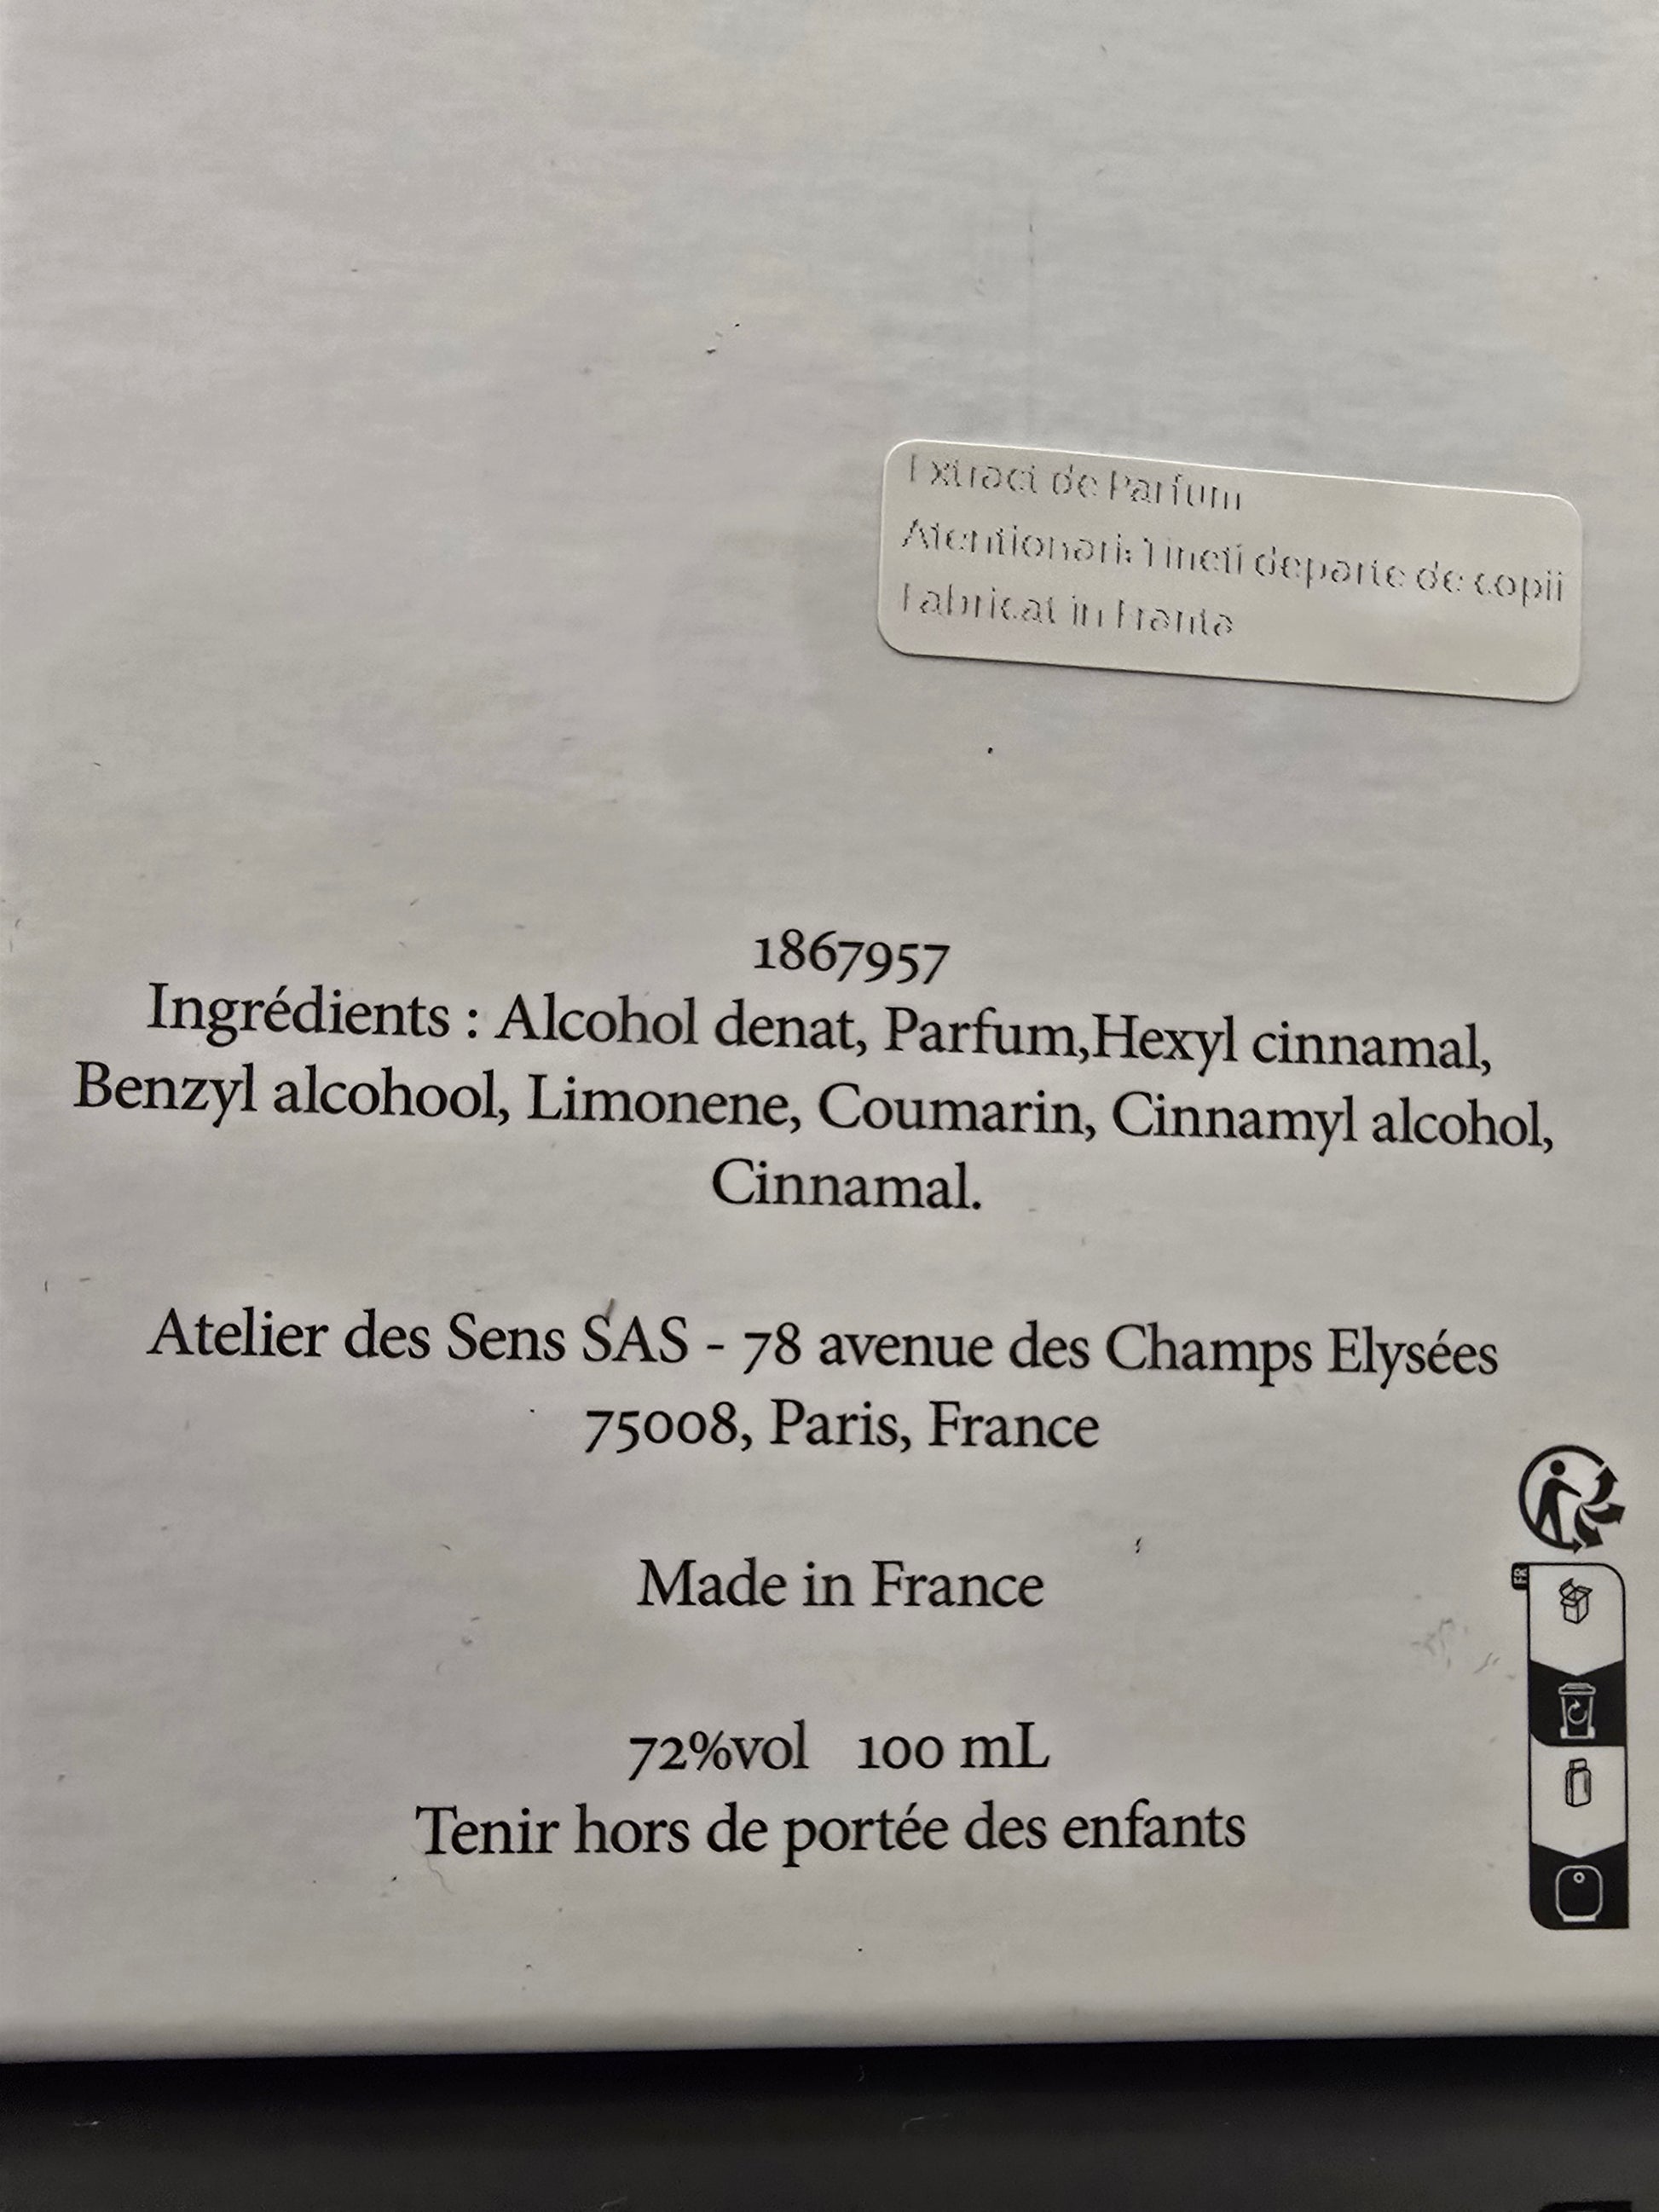 Extract de Parfum
Atentionari: Tineti departe de copii
Fabricat in Franta
1867957
Ingrédients : Alcohol denat, Parfum,Hexyl cinnamal,
Benzyl alcohool, Limonene, Coumarin, Cinnamyl alcohol,
Cinnamal.
Atelier des Sens SAS - 78 avenue des Champs Elysées
75008, Paris, France
Made in France
FR
72%vol 100 mL
Tenir hors de portée des enfants